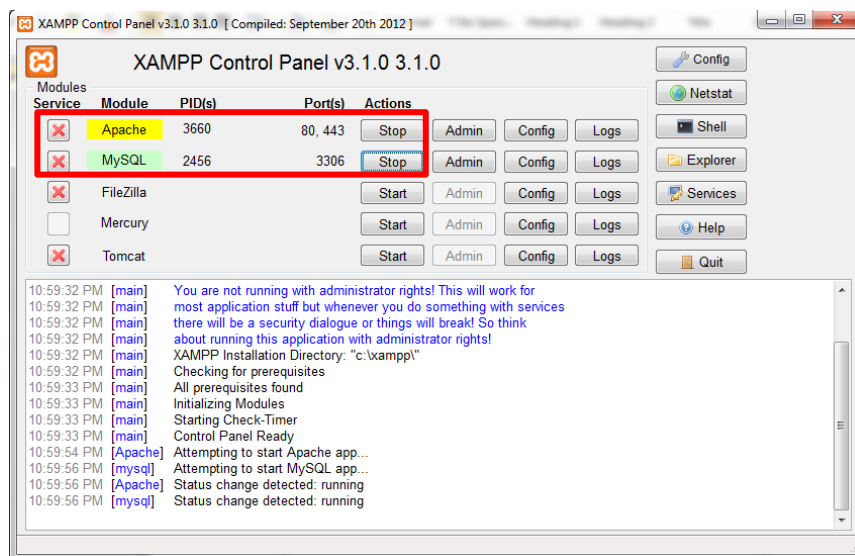 XAMPP Control Panel v3.1.0 3.1.0 [ Compiled: September 20th 2012 ]
XAMPP Control Panel v3.1.0 3.1.0
Config
Modules
Service Module PID(s) Port(s) Actions
Netstat
Apache 3660 80, 443 Stop Admin Config Logs
Shell
MySQL 2456 3306 Stop Admin Config Logs
Explorer
FileZilla Start Admin Config Logs
Services
Mercury Start Admin Config Logs
Help
Tomcat Start Admin Config Logs
Quit
10:59:32 PM [main] You are not running with administrator rights! This will work for
10:59:32 PM [main] most application stuff but whenever you do something with services
10:59:32 PM [main] there will be a security dialogue or things will break! So think
10:59:32 PM [main] about running this application with administrator rights!
10:59:32 PM [main] XAMPP Installation Directory: "c:\xampp\"
10:59:32 PM [main] Checking for prerequisites
10:59:33 PM [main] All prerequisites found
10:59:33 PM [main] Initializing Modules
10:59:33 PM [main] Starting Check-Timer
10:59:33 PM [main] Control Panel Ready
10:59:54 PM [Apache] Attempting to start Apache app...
10:59:56 PM [mysql] Attempting to start MySQL app...
10:59:56 PM [Apache] Status change detected: running
10:59:56 PM [mysql] Status change detected: running